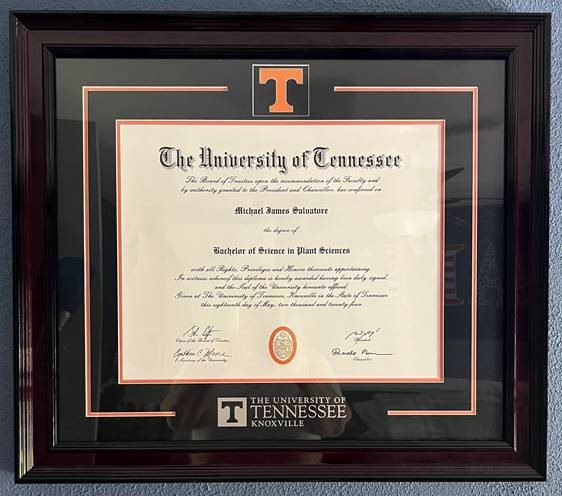 T
The University of Tennessee
The Board of Trustees upon the recommendation of the Faculty and
by authority granted to the President and Chancellor, has conferred on
Michael James Salvatore
the degree of
Bachelor of Science in Plant Sciences
with all Rights, Privileges and Honors thereunto appertaining.
In witness whereof this diploma is hereby awarded having been duly signed,
and the Seal of the University hereunto affixed.
Given at The University of Tennessee, Knoxville in the State of Tennessee
this eighteenth day of May, two thousand and twenty-four.
Chair of the Board of Trustees
President
Cynthia C. Moore
Secretary of the University
Chancellor
T THE UNIVERSITY OF
TENNESSEE
KNOXVILLE